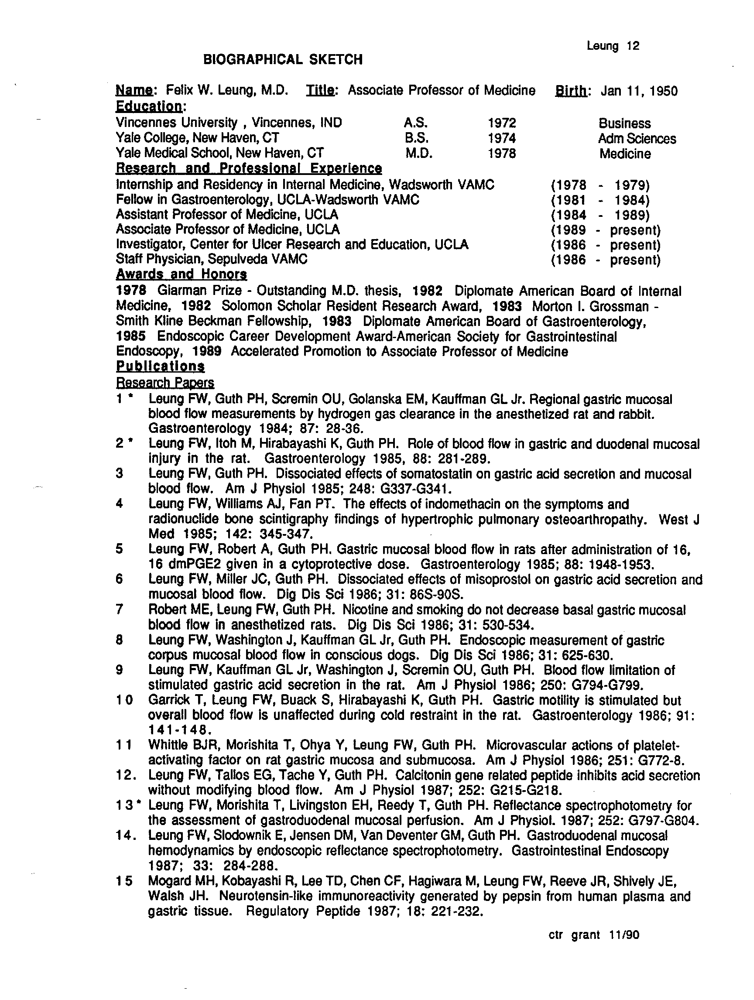 Leung 12
BIOGRAPHICAL SKETCH
Name: Felix W. Leung, M.D. Title: Associate Professor of Medicine Birth: Jan 11, 1950
Education:
Vincennes University , Vincennes, IND A.S. 1972 Business
Yale College, New Haven, CT B.S. 1974 Adm Sciences
Yale Medical School, New Haven, CT M.D. 1978 Medicine
Research and Professional Experience
Internship and Residency in Internal Medicine, Wadsworth VAMC (1978 - 1979)
Fellow in Gastroenterology, UCLA-Wadsworth VAMC (1981 - 1984)
Assistant Professor of Medicine, UCLA (1984 - 1989)
Associate Professor of Medicine, UCLA (1989 - present)
Investigator, Center for Ulcer Research and Education, UCLA (1986 - present)
Staff Physician, Sepulveda VAMC (1986 - present)
Awards and Honors
1978 Giarman Prize - Outstanding M.D. thesis, 1982 Diplomate American Board of Internal
Medicine, 1982 Solomon Scholar Resident Research Award, 1983 Morton I. Grossman -
Smith Kline Beckman Fellowship, 1983 Diplomate American Board of Gastroenterology,
1985 Endoscopic Career Development Award-American Society for Gastrointestinal
Endoscopy, 1989 Accelerated Promotion to Associate Professor of Medicine
Publications
Research Papers
1 * Leung FW, Guth PH, Scremin OU, Golanska EM, Kauffman GL Jr. Regional gastric mucosal
blood flow measurements by hydrogen gas clearance in the anesthetized rat and rabbit.
Gastroenterology 1984; 87: 28-36.
2 * Leung FW, Itoh M, Hirabayashi K, Guth PH. Role of blood flow in gastric and duodenal mucosal
injury in the rat. Gastroenterology 1985, 88: 281-289.
3 Leung FW, Guth PH. Dissociated effects of somatostatin on gastric acid secretion and mucosal
blood flow. Am J Physiol 1985; 248: G337-G341.
4 Leung FW, Williams AJ, Fan PT. The effects of indomethacin on the symptoms and
radionuclide bone scintigraphy findings of hypertrophic pulmonary osteoarthropathy. West J
Med 1985; 142: 345-347.
5 Leung FW, Robert A, Guth PH. Gastric mucosal blood flow in rats after administration of 16,
16 dmPGE2 given in a cytoprotective dose. Gastroenterology 1985; 88: 1948-1953.
6 Leung FW, Miller JC, Guth PH. Dissociated effects of misoprostol on gastric acid secretion and
mucosal blood flow. Dig Dis Sci 1986; 31: 86S-90S.
7 Robert ME, Leung FW, Guth PH. Nicotine and smoking do not decrease basal gastric mucosal
blood flow in anesthetized rats. Dig Dis Sci 1986; 31: 530-534.
8 Leung FW, Washington J, Kauffman GL Jr, Guth PH. Endoscopic measurement of gastric
corpus mucosal blood flow in conscious dogs. Dig Dis Sci 1986; 31: 625-630.
9 Leung FW, Kauffman GL Jr, Washington J, Scremin OU, Guth PH. Blood flow limitation of
stimulated gastric acid secretion in the rat. Am J Physiol 1986; 250: G794-G799.
10 Garrick T, Leung FW, Buack S, Hirabayashi K, Guth PH. Gastric motility is stimulated but
overall blood flow is unaffected during cold restraint in the rat. Gastroenterology 1986; 91:
141-148.
11 Whittle BJR, Morishita T, Ohya Y, Leung FW, Guth PH. Microvascular actions of platelet-
activating factor on rat gastric mucosa and submucosa. Am J Physiol 1986; 251: G772-8.
12. Leung FW, Tallos EG, Tache Y, Guth PH. Calcitonin gene related peptide inhibits acid secretion
without modifying blood flow. Am J Physiol 1987; 252: G215-G218.
13 * Leung FW, Morishita T, Livingston EH, Reedy T, Guth PH. Reflectance spectrophotometry for
the assessment of gastroduodenal mucosal perfusion. Am J Physiol. 1987; 252: G797-G804.
14. Leung FW, Slodownik E, Jensen DM, Van Deventer GM, Guth PH. Gastroduodenal mucosal
hemodynamics by endoscopic reflectance spectrophotometry. Gastrointestinal Endoscopy
1987; 33: 284-288.
15 Mogard MH, Kobayashi R, Lee TD, Chen CF, Hagiwara M, Leung FW, Reeve JR, Shively JE,
Walsh JH. Neurotensin-like immunoreactivity generated by pepsin from human plasma and
gastric tissue. Regulatory Peptide 1987; 18: 221-232.
ctr grant 11/90